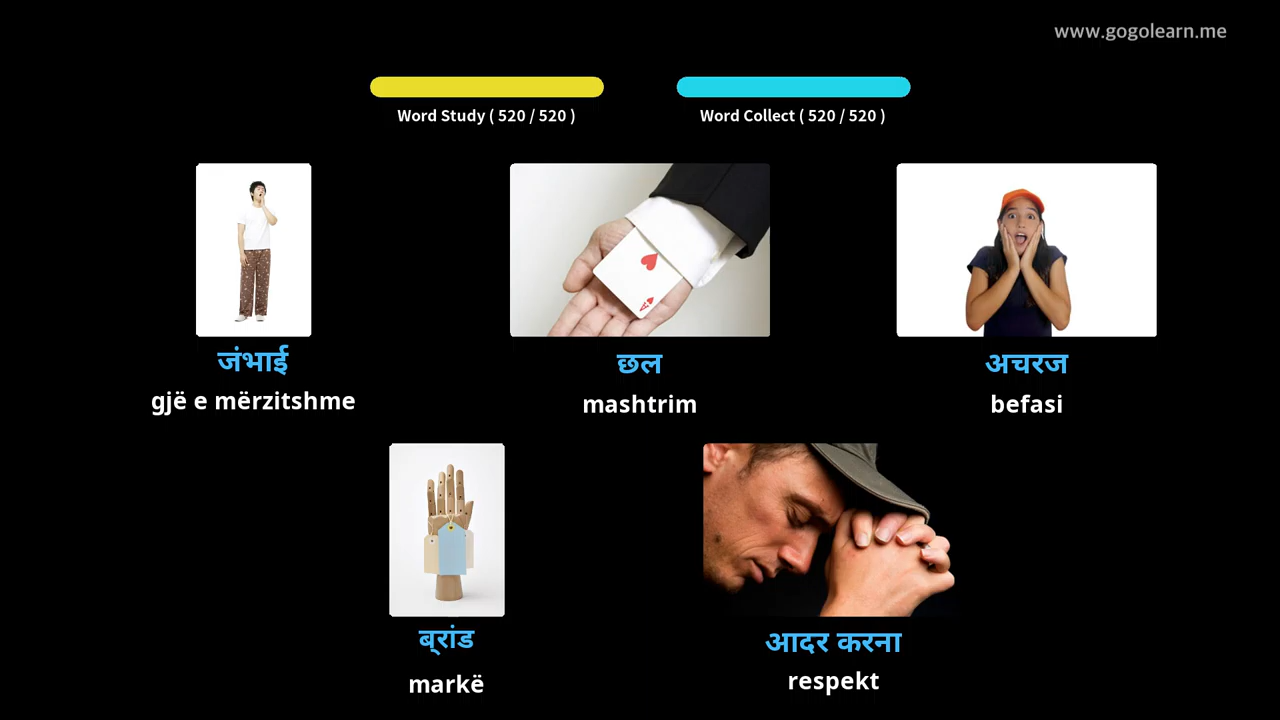 www.gogolearn.me
Word Study ( 520 / 520 )
Word Collect ( 520 / 520 )
जंभाई
gjë e mërzitshme
छल
mashtrim
अचरज
befasi
ब्रांड
markë
आदर करना
respekt